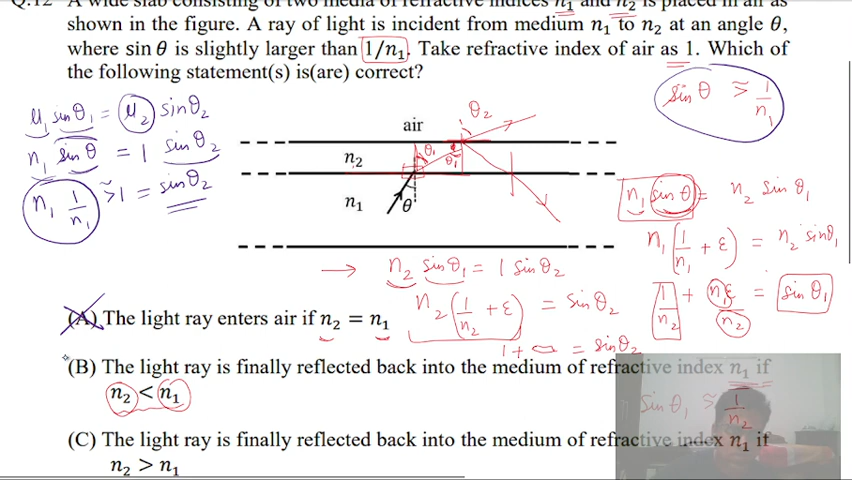 Q.12 A wide slab consisting of two media of refractive indices n₁ and n₂ is placed in air as
shown in the figure. A ray of light is incident from medium n₁ to n₂ at an angle θ,
where sin θ is slightly larger than 1/n₁. Take refractive index of air as 1. Which of
the following statement(s) is(are) correct?
μ₁ sinθ₁ = μ₂ sinθ₂
n₁ sinθ = 1 sinθ₂
n₁ 1/n₁ ≳ 1 = sinθ₂
sinθ ≳ 1/n₁
air
θ₂
n₂
θ₁
θ₁
n₁
θ
n₁ sinθ = n₂ sinθ₁
n₁ (1/n₁ + ε) = n₂ sinθ₁
1/n₂ + n₁ε/n₂ = sinθ₁
→ n₂ sinθ₁ = 1 sinθ₂
n₂ (1/n₂ + ε) = sinθ₂
= sinθ₂
sinθ₁ ≳ 1/n₂
(A) The light ray enters air if n₂ = n₁
(B) The light ray is finally reflected back into the medium of refractive index n₁ if
n₂ < n₁
(C) The light ray is finally reflected back into the medium of refractive index n₁ if
n₂ > n₁